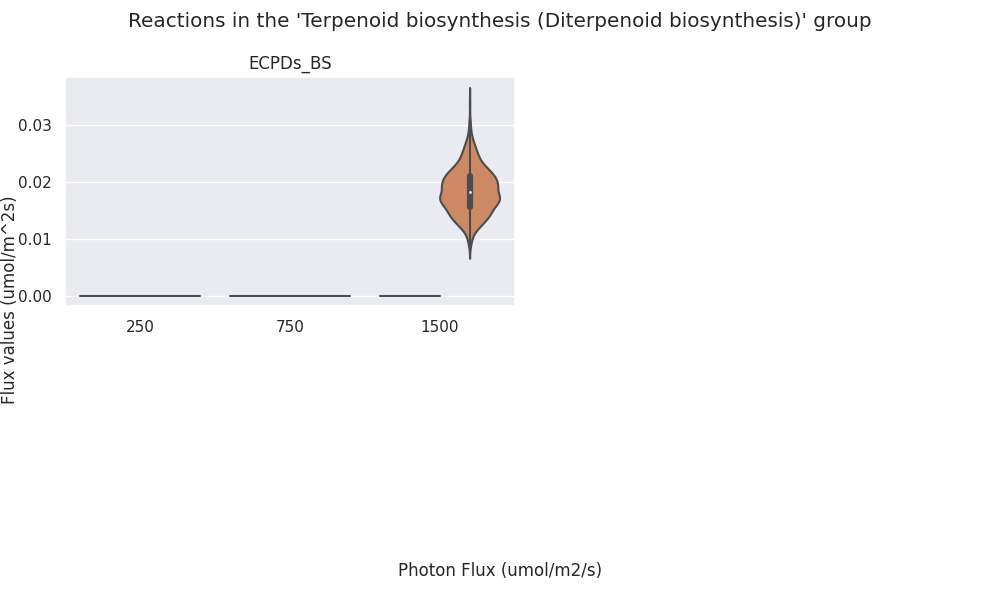 Reactions in the 'Terpenoid biosynthesis (Diterpenoid biosynthesis)' group
ECPDs_BS
Flux values (umol/m^2s)
0.03
0.02
0.01
0.00
250 750 1500
Photon Flux (umol/m2/s)